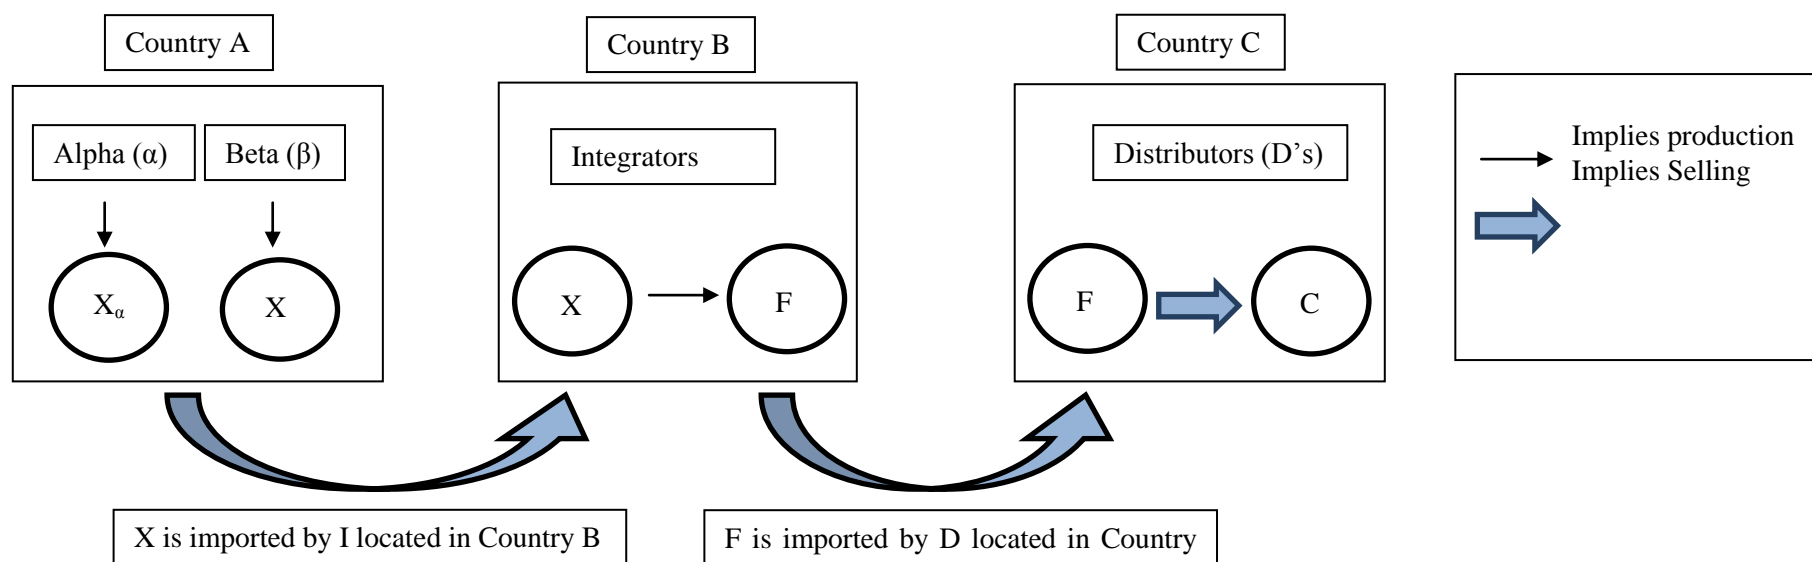 Country A
Country B
Country C
Alpha (α)
Beta (β)
Integrators
Distributors (D’s)
Implies production
Implies Selling
Xα
X
X
F
F
C
X is imported by I located in Country B
F is imported by D located in Country